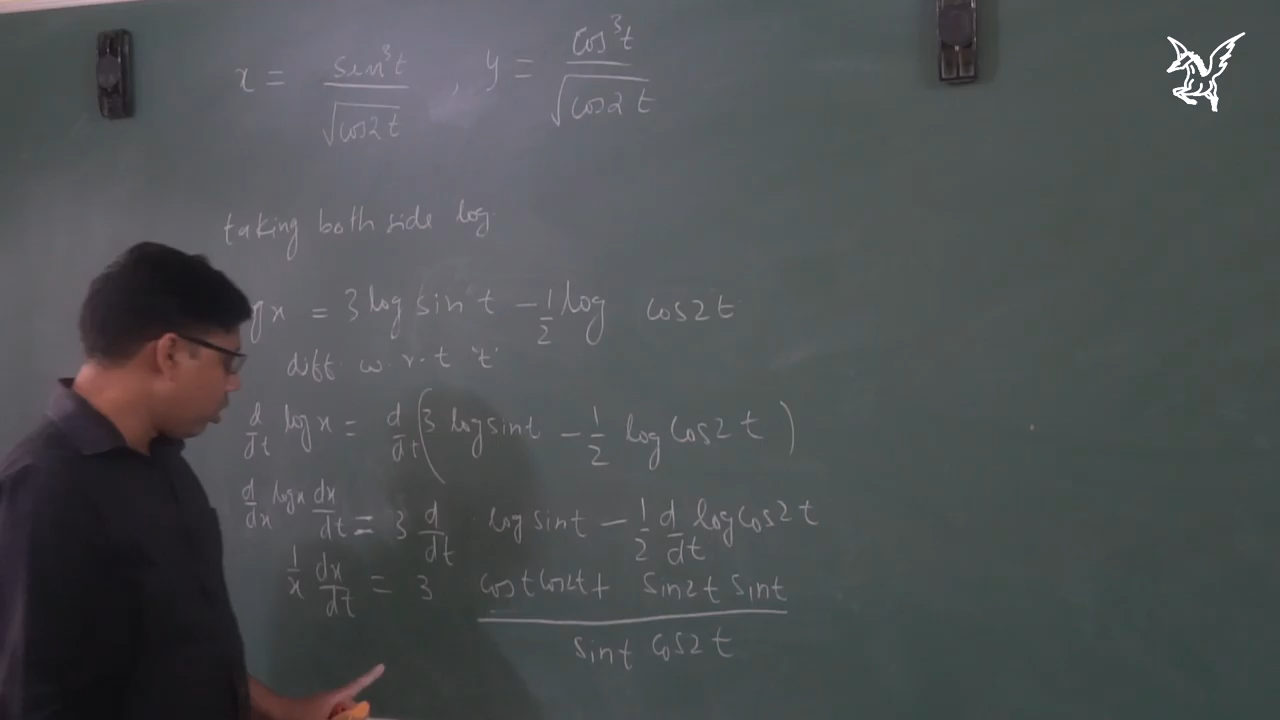 x = sin³t / √cos2t , y = cos³t / √cos2t
taking both side log
x = 3 log sin t − 1/2 log cos2t
diff. w.r.t 't'
d/dt log x = d/dt (3 log sint − 1/2 log cos2t)
d/dx logx dx/dt = 3 d/dt log sint − 1/2 d/dt log cos2t
1/x dx/dt = 3 cost cos2t + sin2t sint / sint cos2t